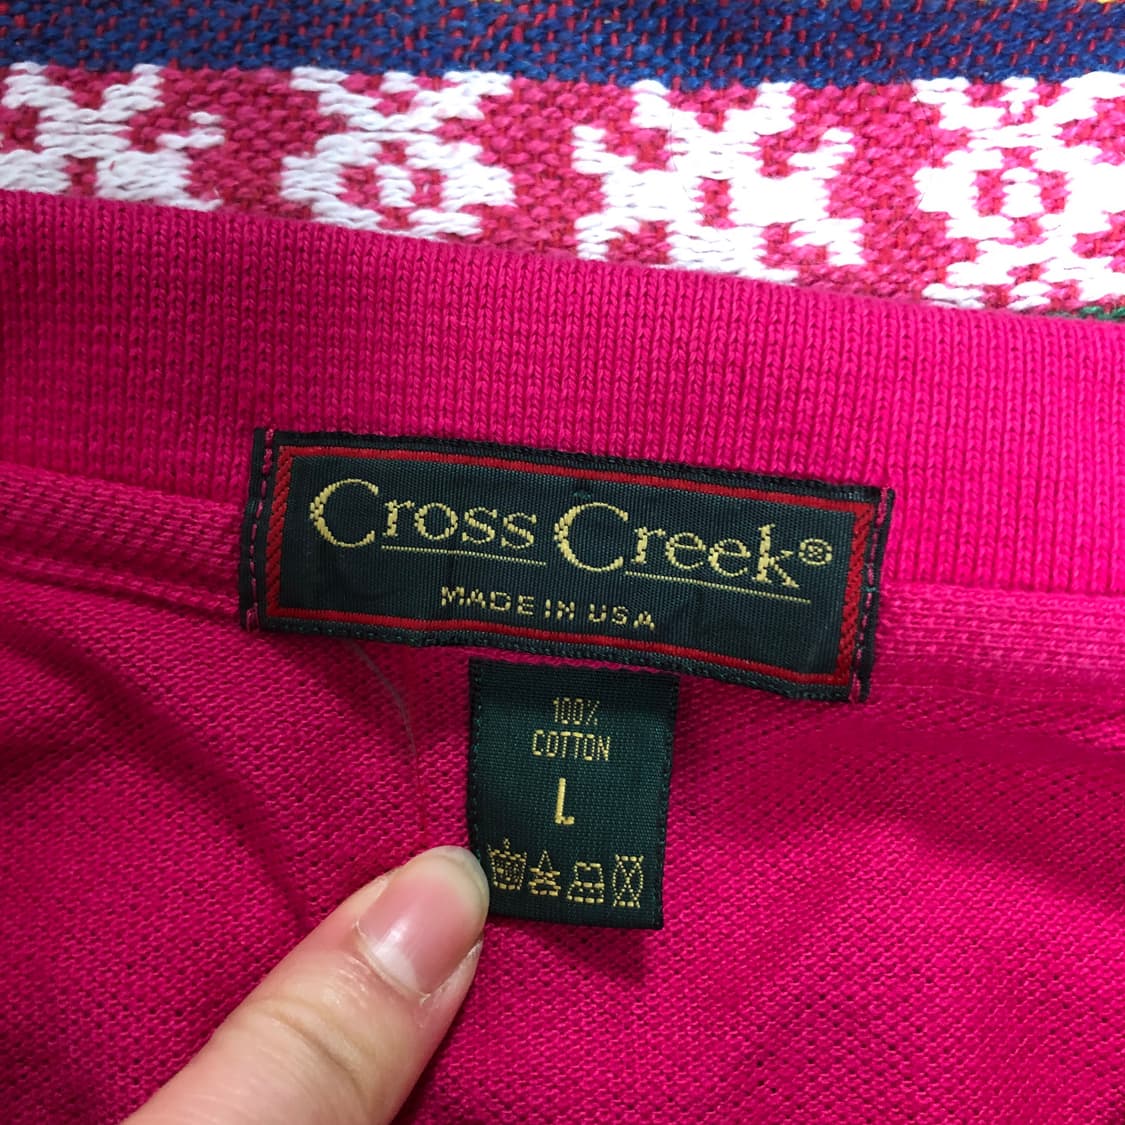 Cross Creek®
MADE IN USA
100%
COTTON
L